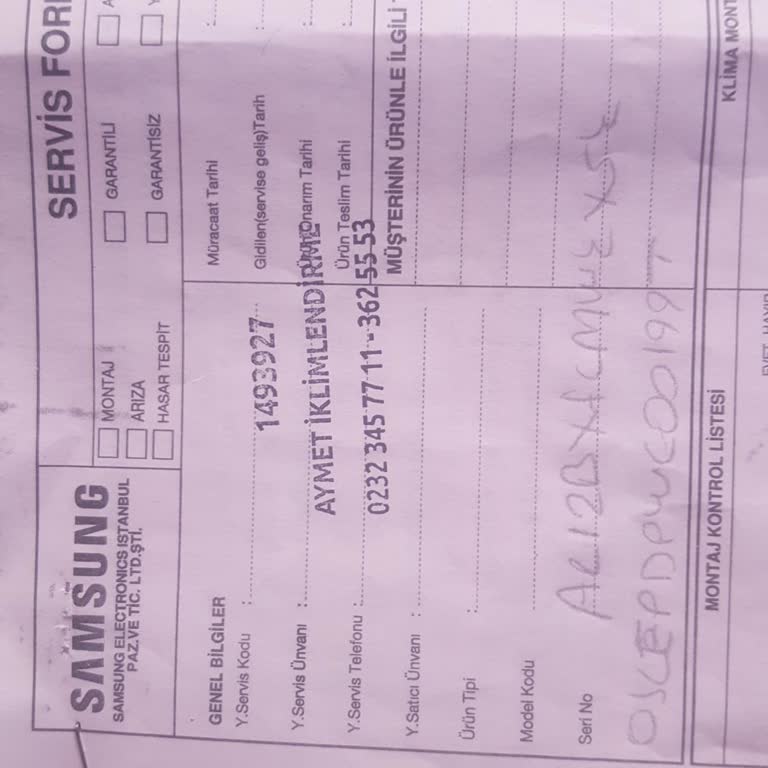 SAMSUNG
SAMSUNG ELECTRONICS ISTANBUL
PAZ.VE TİC. LTD.ŞTİ.
MONTAJ
ARIZA
HASAR TESPİT
SERVİS FOR
GARANTİLİ
GARANTİSİZ
GENEL BİLGİLER
Y.Servis Kodu : 1493927
Y.Servis Ünvanı : AYMET İKLİMLENDİRME
Y.Servis Telefonu : 0232 345 77 11 - 362 55 53
Y.Satıcı Ünvanı :
Ürün Tipi :
Model Kodu
Seri No
Müracaat Tarihi :
Gidilen(servise geliş)Tarih :
Ürün Onarım Tarihi :
Ürün Teslim Tarihi :
MÜŞTERİNİN ÜRÜNLE İLGİLİ
MONTAJ KONTROL LİSTESİ
KLİMA MONT